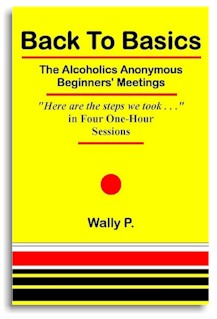 Back To Basics
The Alcoholics Anonymous
Beginners' Meetings
"Here are the steps we took . . ."
in Four One-Hour
Sessions
Wally P.